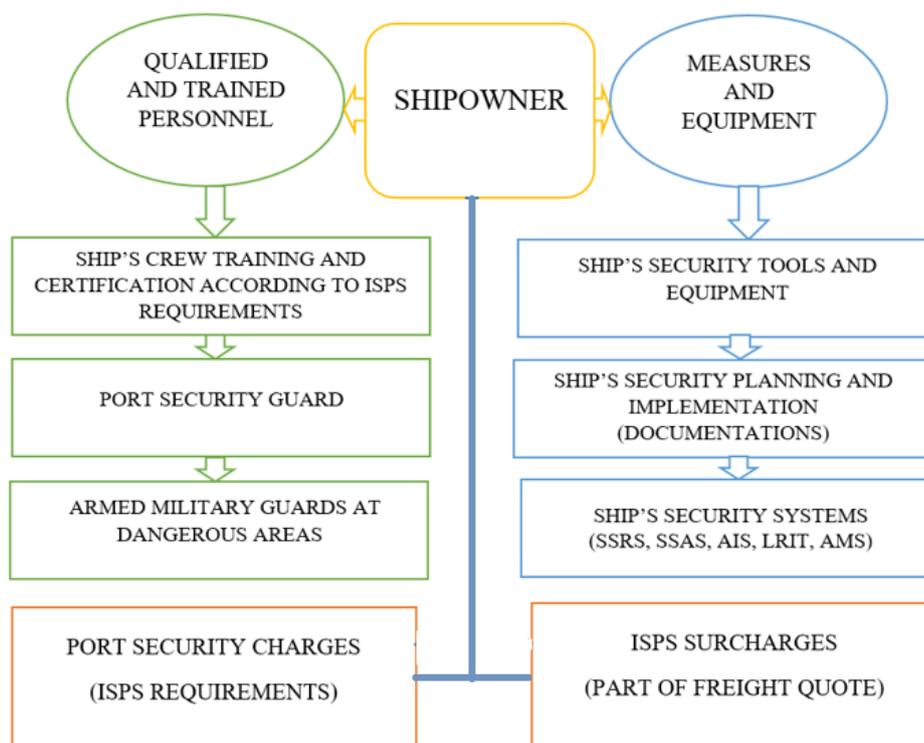 QUALIFIED
AND TRAINED
PERSONNEL
SHIPOWNER
MEASURES
AND
EQUIPMENT
SHIP’S CREW TRAINING AND
CERTIFICATION ACCORDING TO ISPS
REQUIREMENTS
SHIP’S SECURITY TOOLS AND
EQUIPMENT
PORT SECURITY GUARD
SHIP’S SECURITY PLANNING AND
IMPLEMENTATION
(DOCUMENTATIONS)
ARMED MILITARY GUARDS AT
DANGEROUS AREAS
SHIP’S SECURITY SYSTEMS
(SSRS, SSAS, AIS, LRIT, AMS)
PORT SECURITY CHARGES
(ISPS REQUIREMENTS)
ISPS SURCHARGES
(PART OF FREIGHT QUOTE)